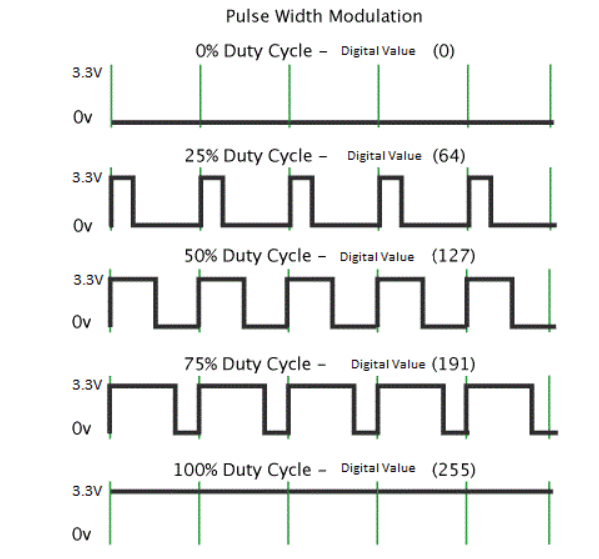 Pulse Width Modulation
0% Duty Cycle – Digital Value (0)
3.3V
0v
25% Duty Cycle – Digital Value (64)
3.3V
0v
50% Duty Cycle – Digital Value (127)
3.3V
0v
75% Duty Cycle – Digital Value (191)
3.3V
0v
100% Duty Cycle – Digital Value (255)
3.3V
0v